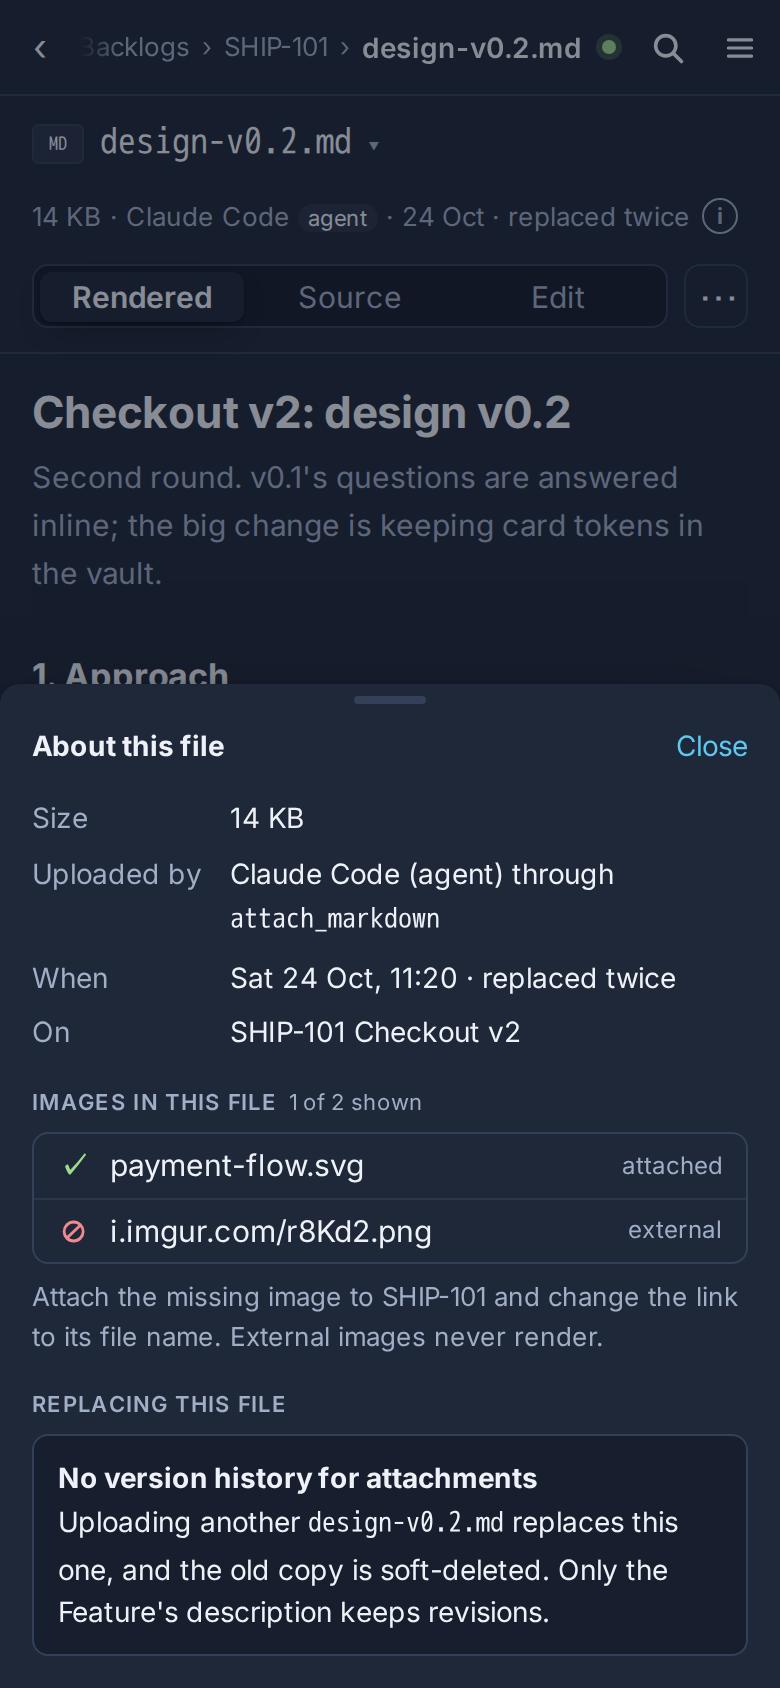 Backlogs › SHIP-101 › design-v0.2.md
MD design-v0.2.md
14 KB · Claude Code agent · 24 Oct · replaced twice
Rendered Source Edit
Checkout v2: design v0.2
Second round. v0.1's questions are answered
inline; the big change is keeping card tokens in
the vault.
1. Approach
About this file Close
Size 14 KB
Uploaded by Claude Code (agent) through
attach_markdown
When Sat 24 Oct, 11:20 · replaced twice
On SHIP-101 Checkout v2
IMAGES IN THIS FILE 1 of 2 shown
payment-flow.svg attached
i.imgur.com/r8Kd2.png external
Attach the missing image to SHIP-101 and change the link
to its file name. External images never render.
REPLACING THIS FILE
No version history for attachments
Uploading another design-v0.2.md replaces this
one, and the old copy is soft-deleted. Only the
Feature's description keeps revisions.